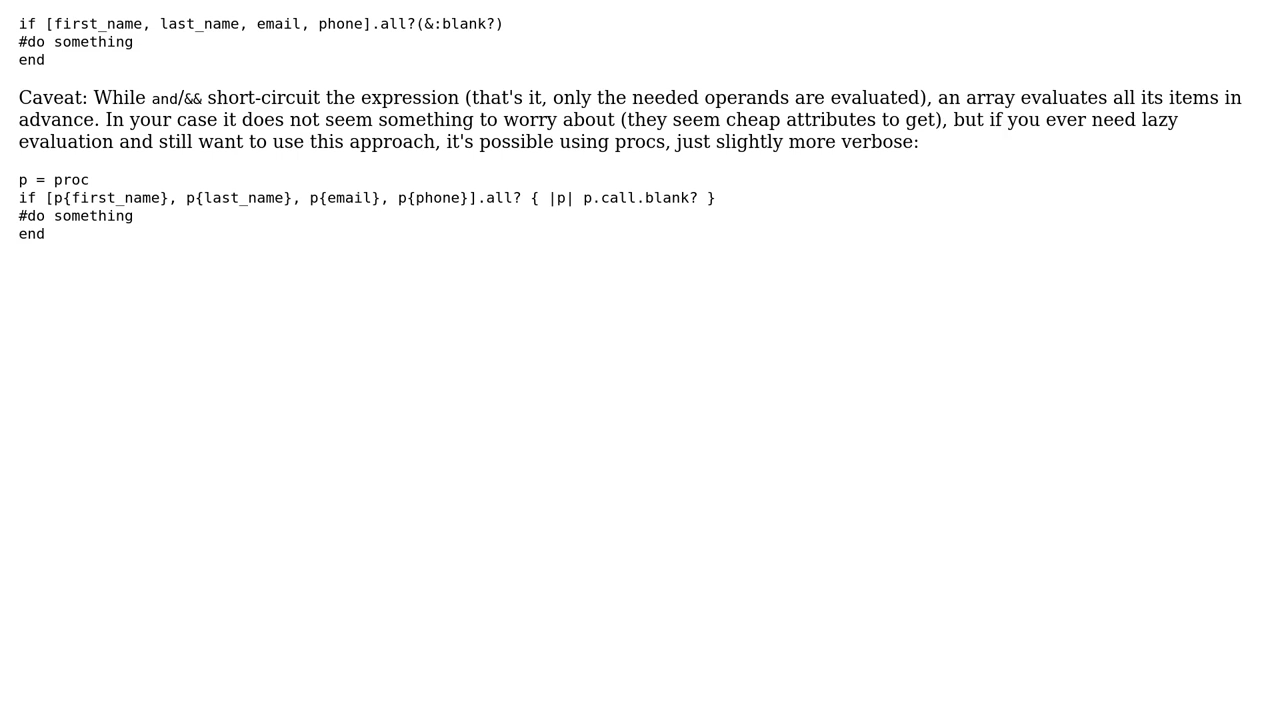 if [first_name, last_name, email, phone].all?(&:blank?)
#do something
end
Caveat: While and/&& short-circuit the expression (that's it, only the needed operands are evaluated), an array evaluates all its items in
advance. In your case it does not seem something to worry about (they seem cheap attributes to get), but if you ever need lazy
evaluation and still want to use this approach, it's possible using procs, just slightly more verbose:
p = proc
if [p{first_name}, p{last_name}, p{email}, p{phone}].all? { |p| p.call.blank? }
#do something
end